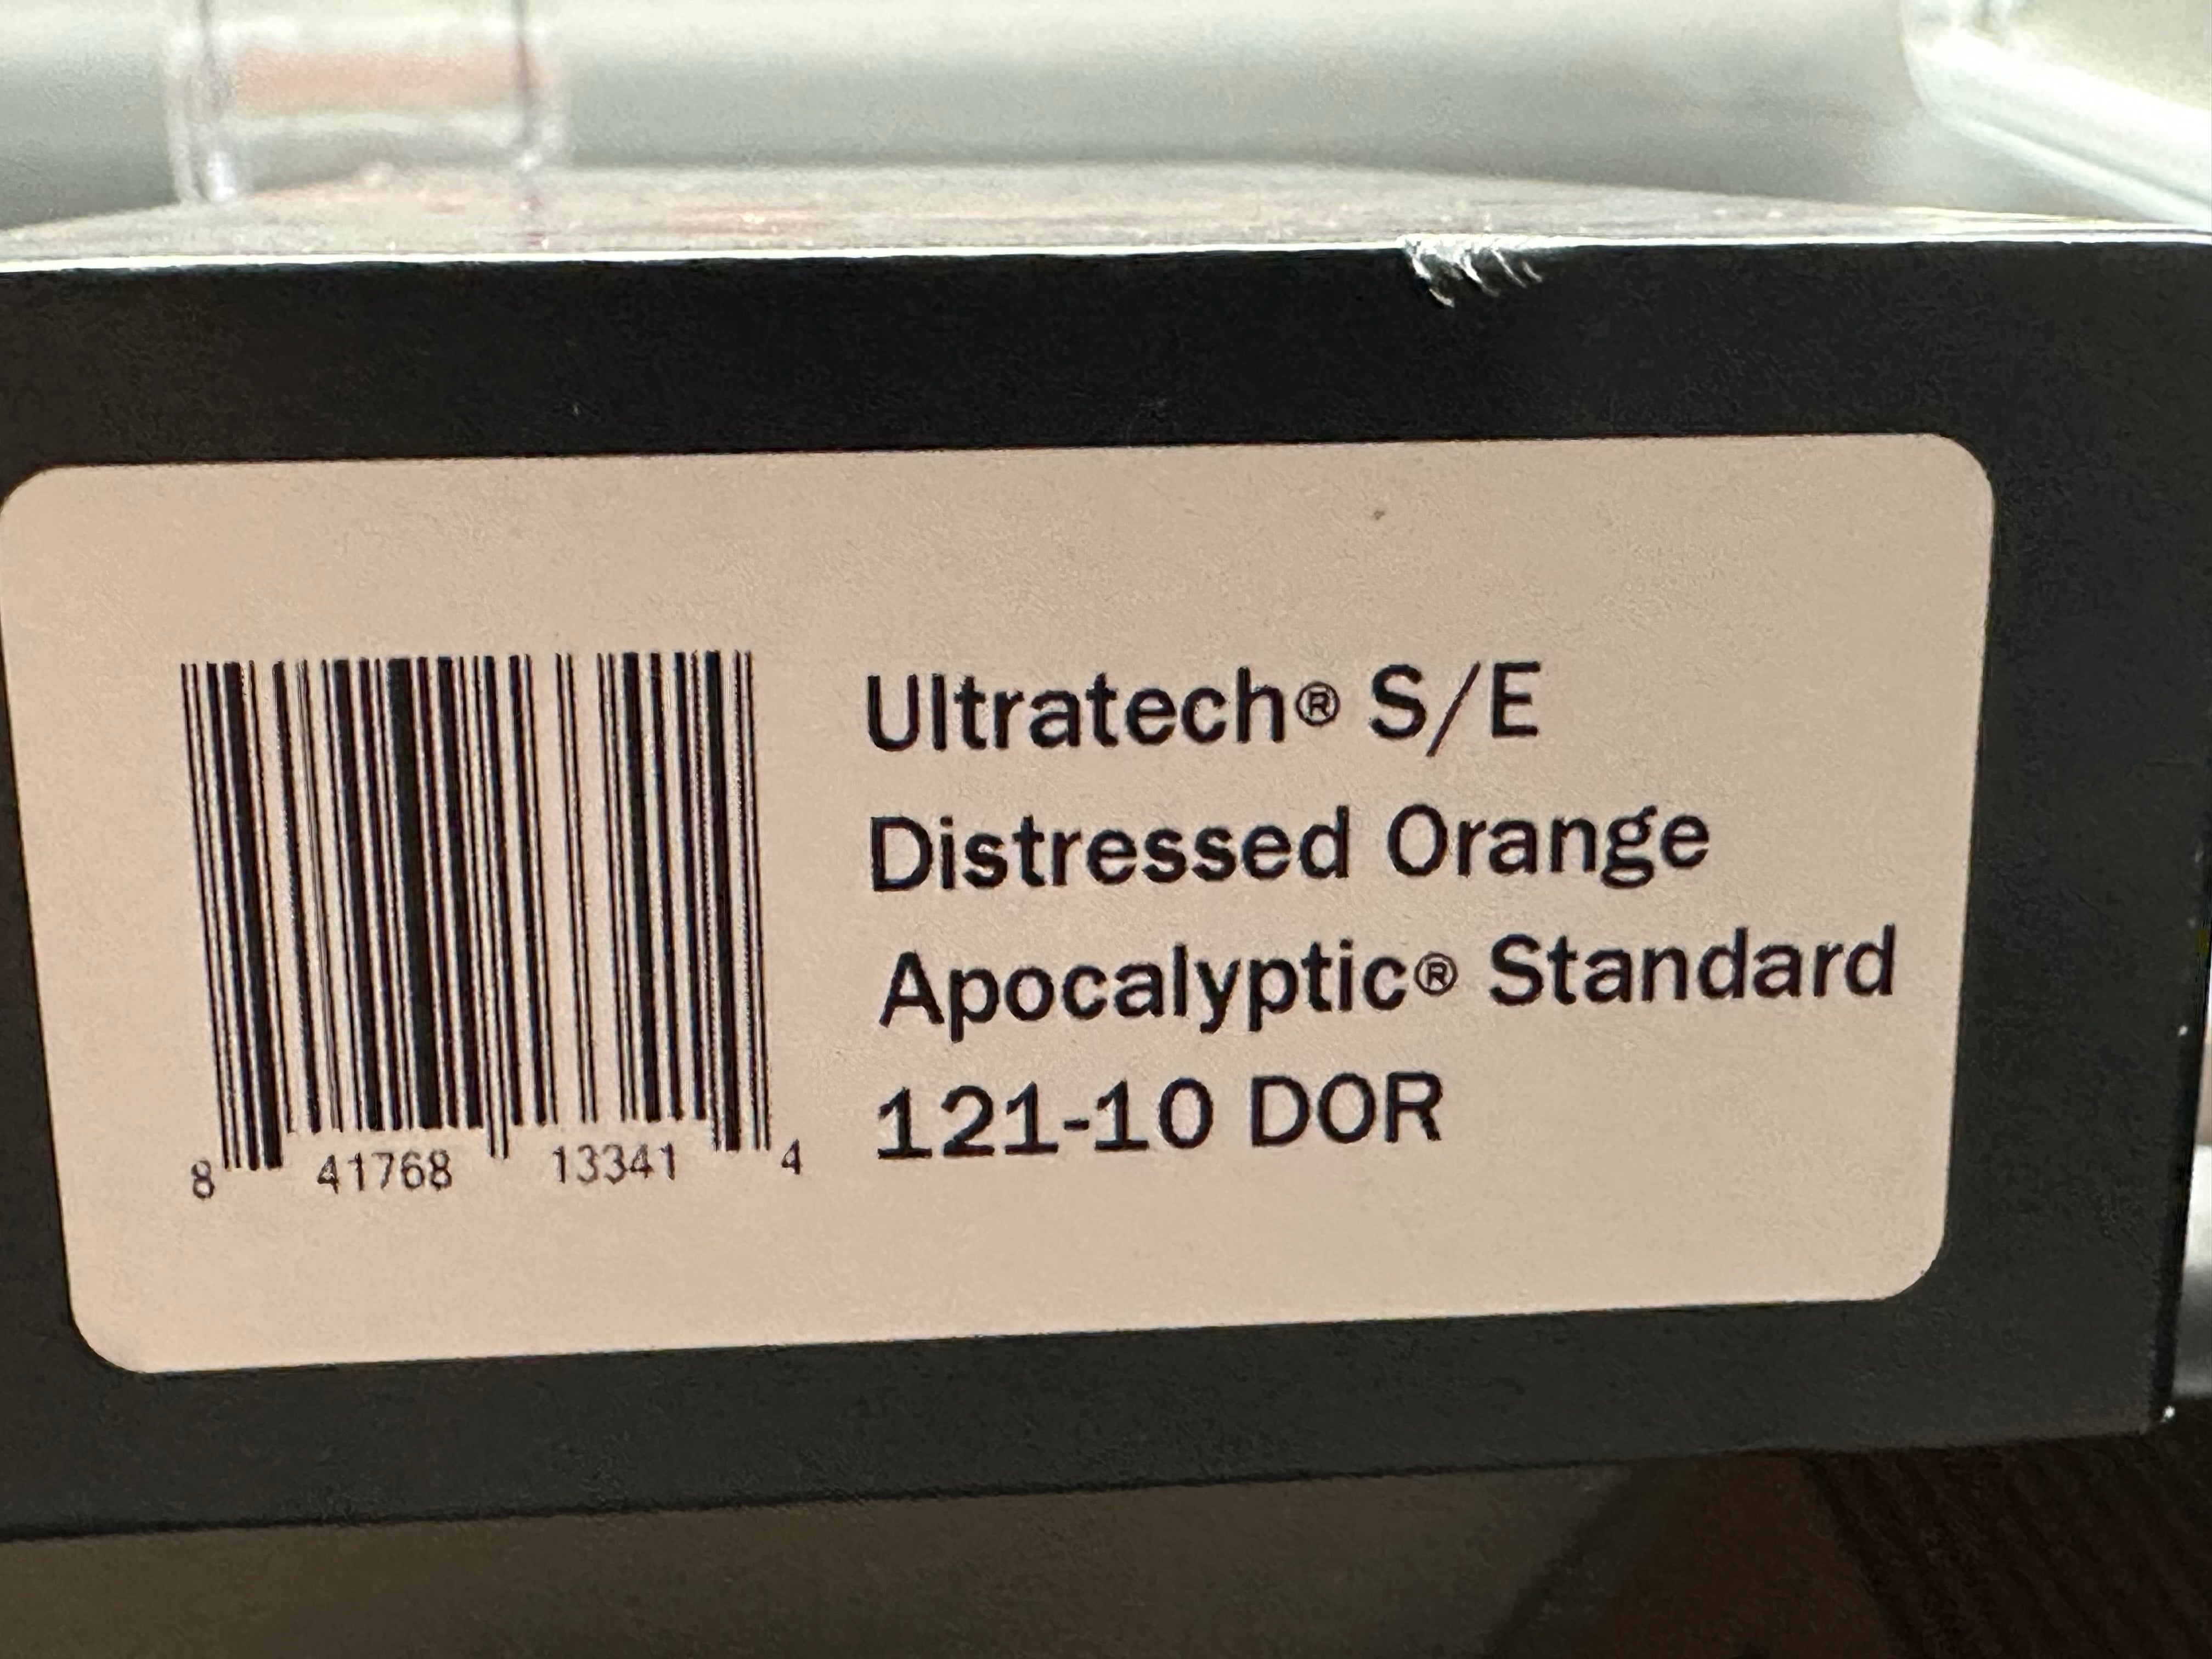 Ultratech® S/E
Distressed Orange
Apocalyptic® Standard
121-10 DOR
8 41768 13341 4